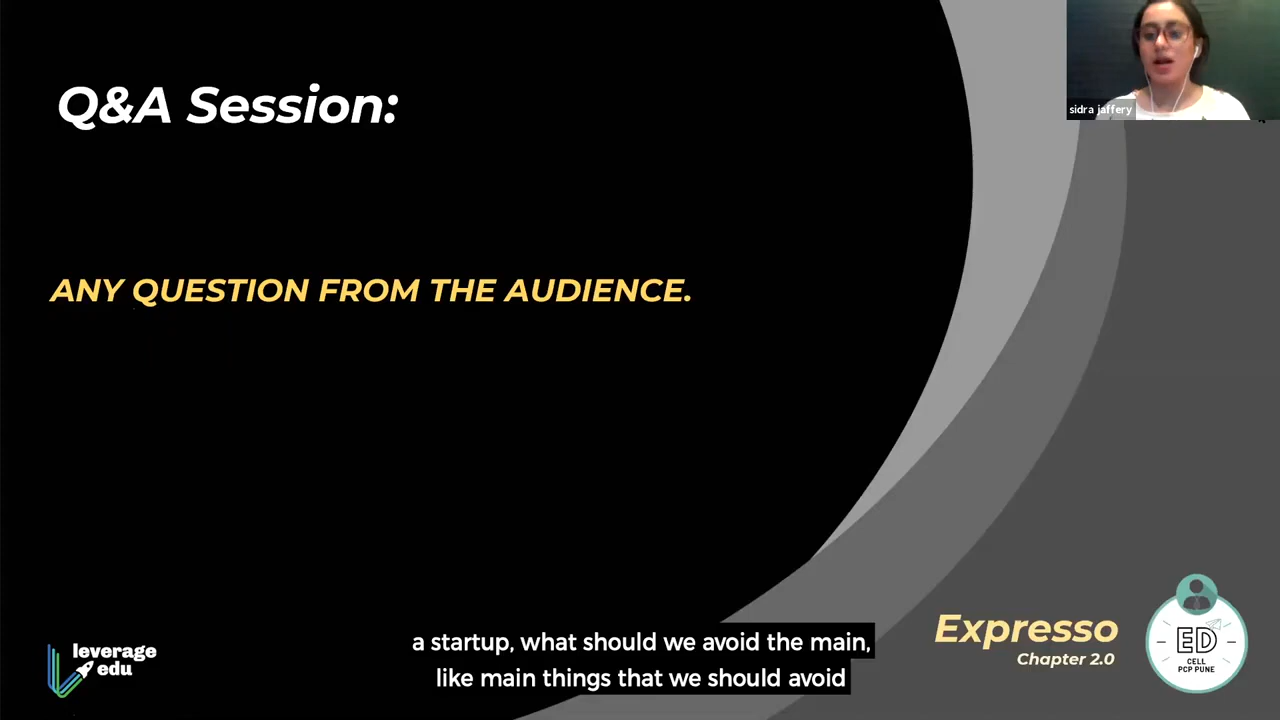 sidra jaffery
Q&A Session:
ANY QUESTION FROM THE AUDIENCE.
a startup, what should we avoid the main,
like main things that we should avoid
leverage
edu
Expresso
Chapter 2.0
ED
CELL
PCP PUNE